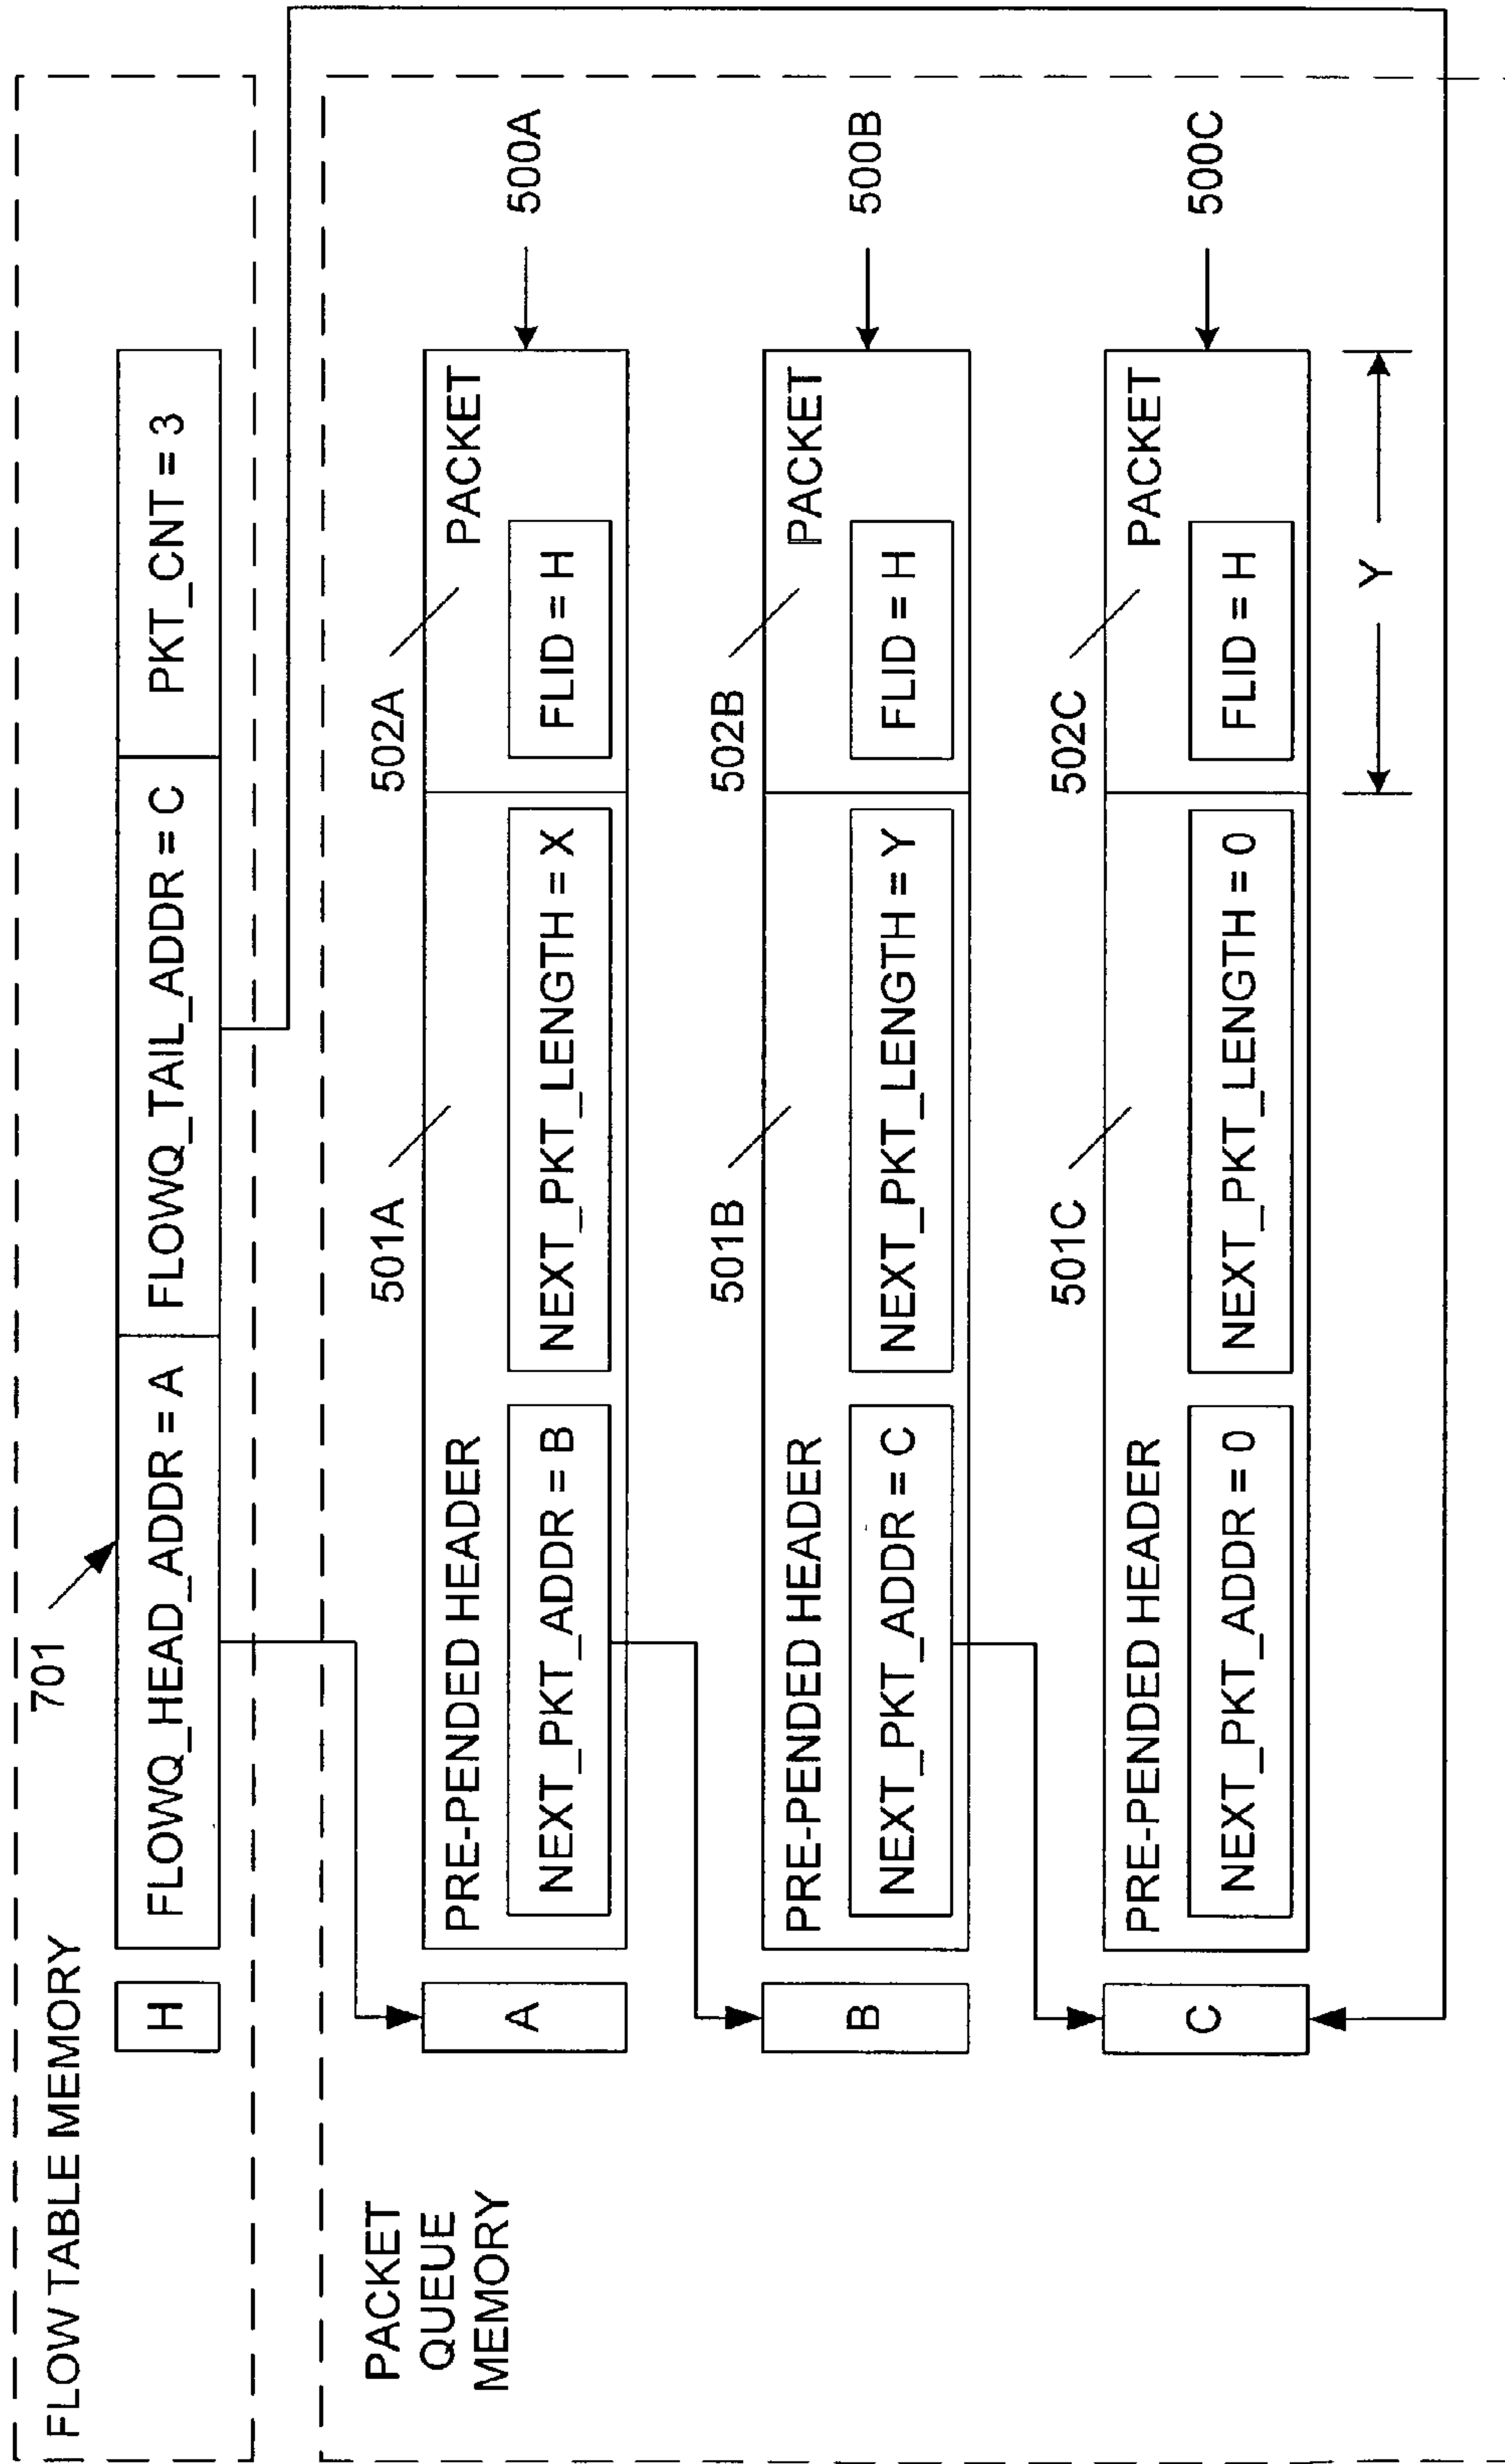 FLOW TABLE MEMORY
701
H
FLOWQ_HEAD_ADDR = A
FLOWQ_TAIL_ADDR = C
PKT_CNT = 3
PACKET
QUEUE
MEMORY
501A
502A
A
PRE-PENDED HEADER
NEXT_PKT_ADDR = B
NEXT_PKT_LENGTH = X
PACKET
FLID = H
500A
501B
502B
B
PRE-PENDED HEADER
NEXT_PKT_ADDR = C
NEXT_PKT_LENGTH = Y
PACKET
FLID = H
500B
501C
502C
C
PRE-PENDED HEADER
NEXT_PKT_ADDR = 0
NEXT_PKT_LENGTH = 0
PACKET
FLID = H
500C
Y